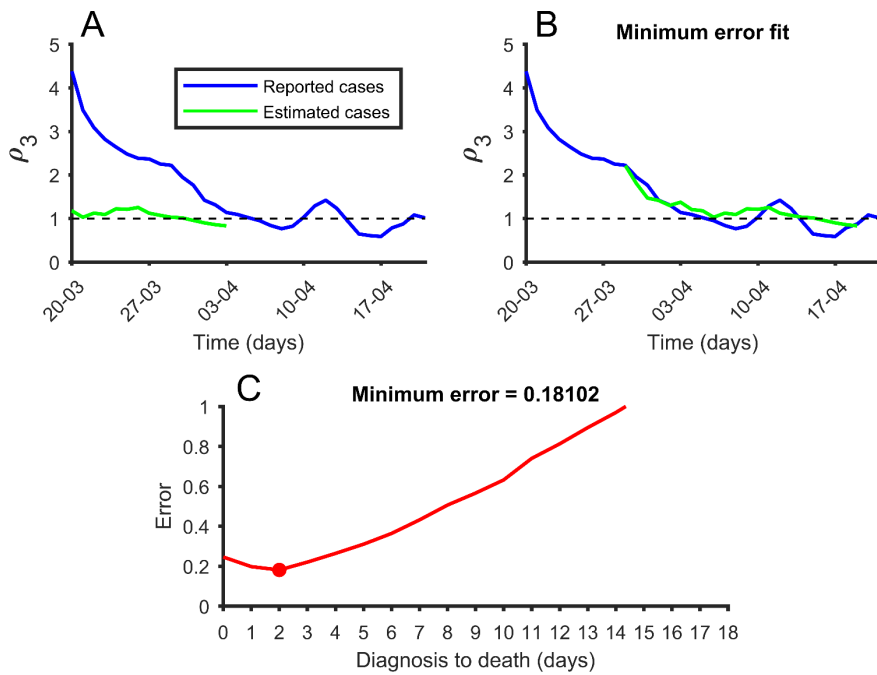 A
5
4
3
2
1
0
ρ3
Reported cases
Estimated cases
20-03
27-03
03-04
10-04
17-04
Time (days)
B
Minimum error fit
5
4
3
2
1
0
ρ3
20-03
27-03
03-04
10-04
17-04
Time (days)
C
Minimum error = 0.18102
1
0.8
0.6
0.4
0.2
0
Error
0 1 2 3 4 5 6 7 8 9 10 11 12 13 14 15 16 17 18
Diagnosis to death (days)